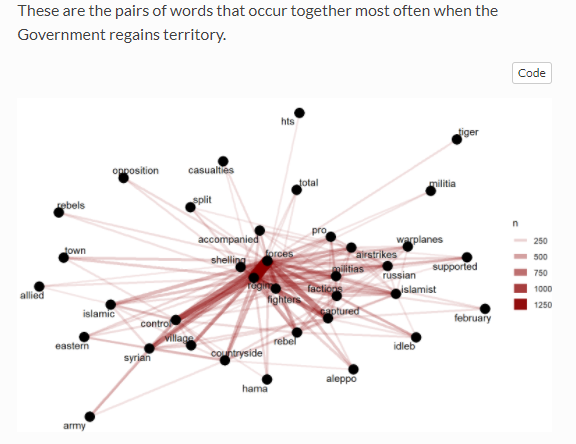 These are the pairs of words that occur together most often when the
Government regains territory.
Code
hts
tiger
opposition
casualties
total
militia
rebels
split
accompanied
pro
warplanes
town
shelling
forces
airstrikes
militias
russian
supported
factions
islamist
fighters
allied
islamic
control
captured
february
eastern
village
rebel
idleb
syrian
countryside
hama
aleppo
army
n
250
500
750
1000
1250